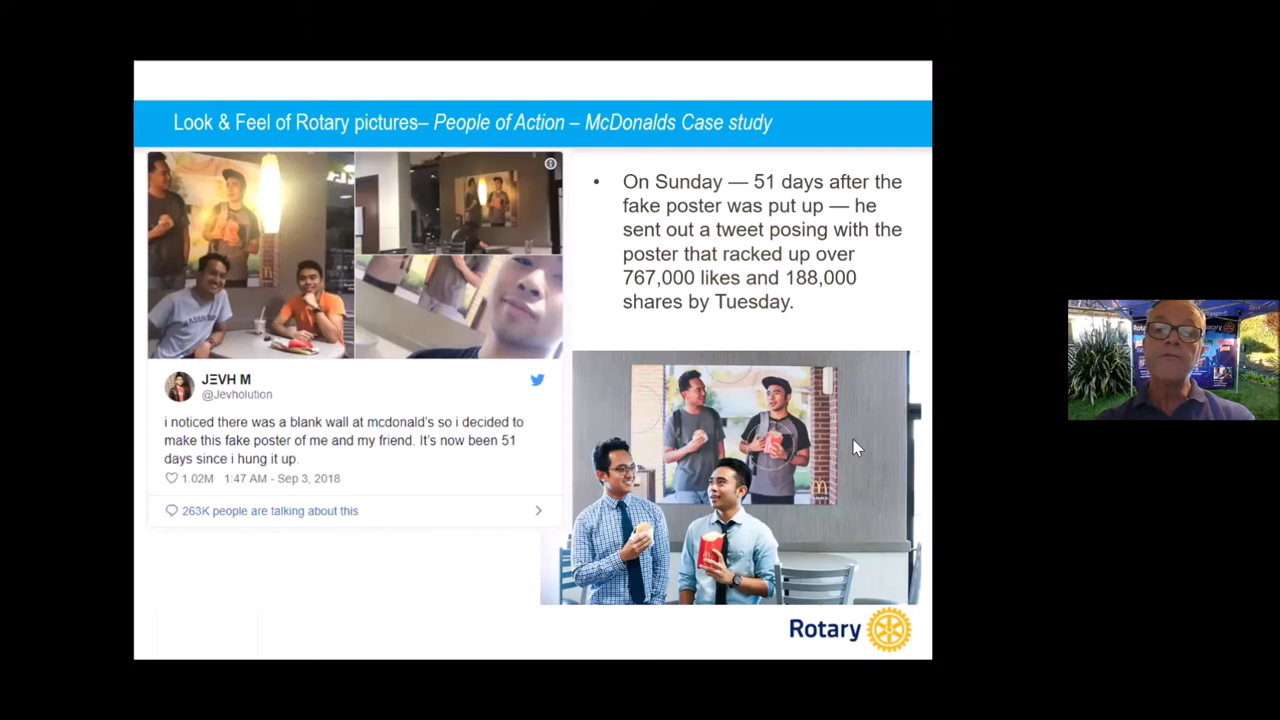 Look & Feel of Rotary pictures– People of Action – McDonalds Case study
• On Sunday — 51 days after the
fake poster was put up — he
sent out a tweet posing with the
poster that racked up over
767,000 likes and 188,000
shares by Tuesday.
JΞVH M
@Jevholution
i noticed there was a blank wall at mcdonald's so i decided to
make this fake poster of me and my friend. It's now been 51
days since i hung it up.
1.02M 1:47 AM - Sep 3, 2018
263K people are talking about this
Rotary
Rotary